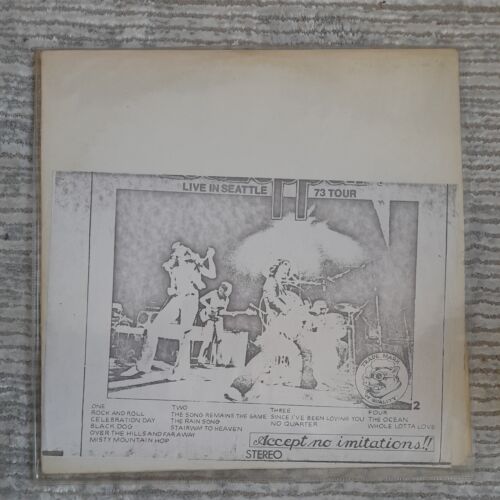 LIVE IN SEATTLE 73 TOUR
TRADE MARK
QUALITY
2
ONE
ROCK AND ROLL
CELEBRATION DAY
BLACK DOG
OVER THE HILLS AND FAR AWAY
MISTY MOUNTAIN HOP
TWO
THE SONG REMAINS THE SAME
THE RAIN SONG
STAIRWAY TO HEAVEN
THREE
SINCE I'VE BEEN LOVING YOU
NO QUARTER
FOUR
THE OCEAN
WHOLE LOTTA LOVE
Accept no imitations!!
STEREO